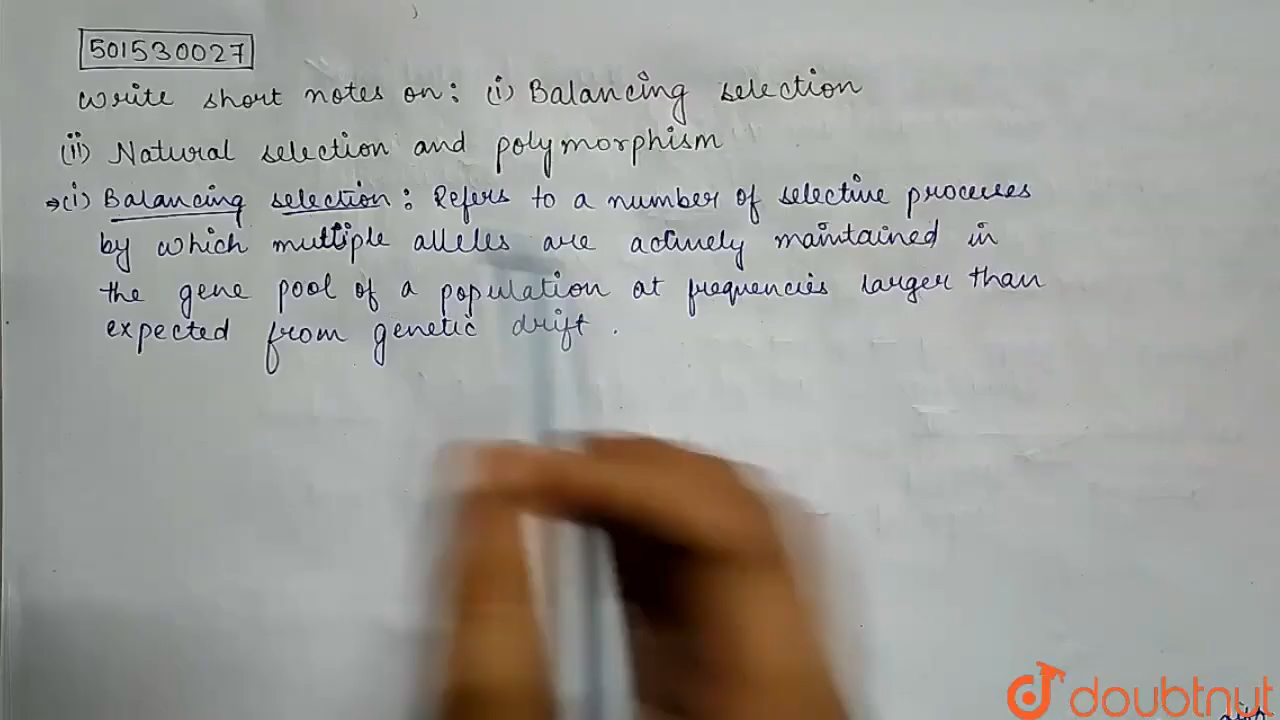 501530027
Write short notes on: (i) Balancing selection
(ii) Natural selection and polymorphism
⇒(i) Balancing selection: Refers to a number of selective processes
by which multiple alleles are actively maintained in
the gene pool of a population at frequencies larger than
expected from genetic drift.
doubtnut